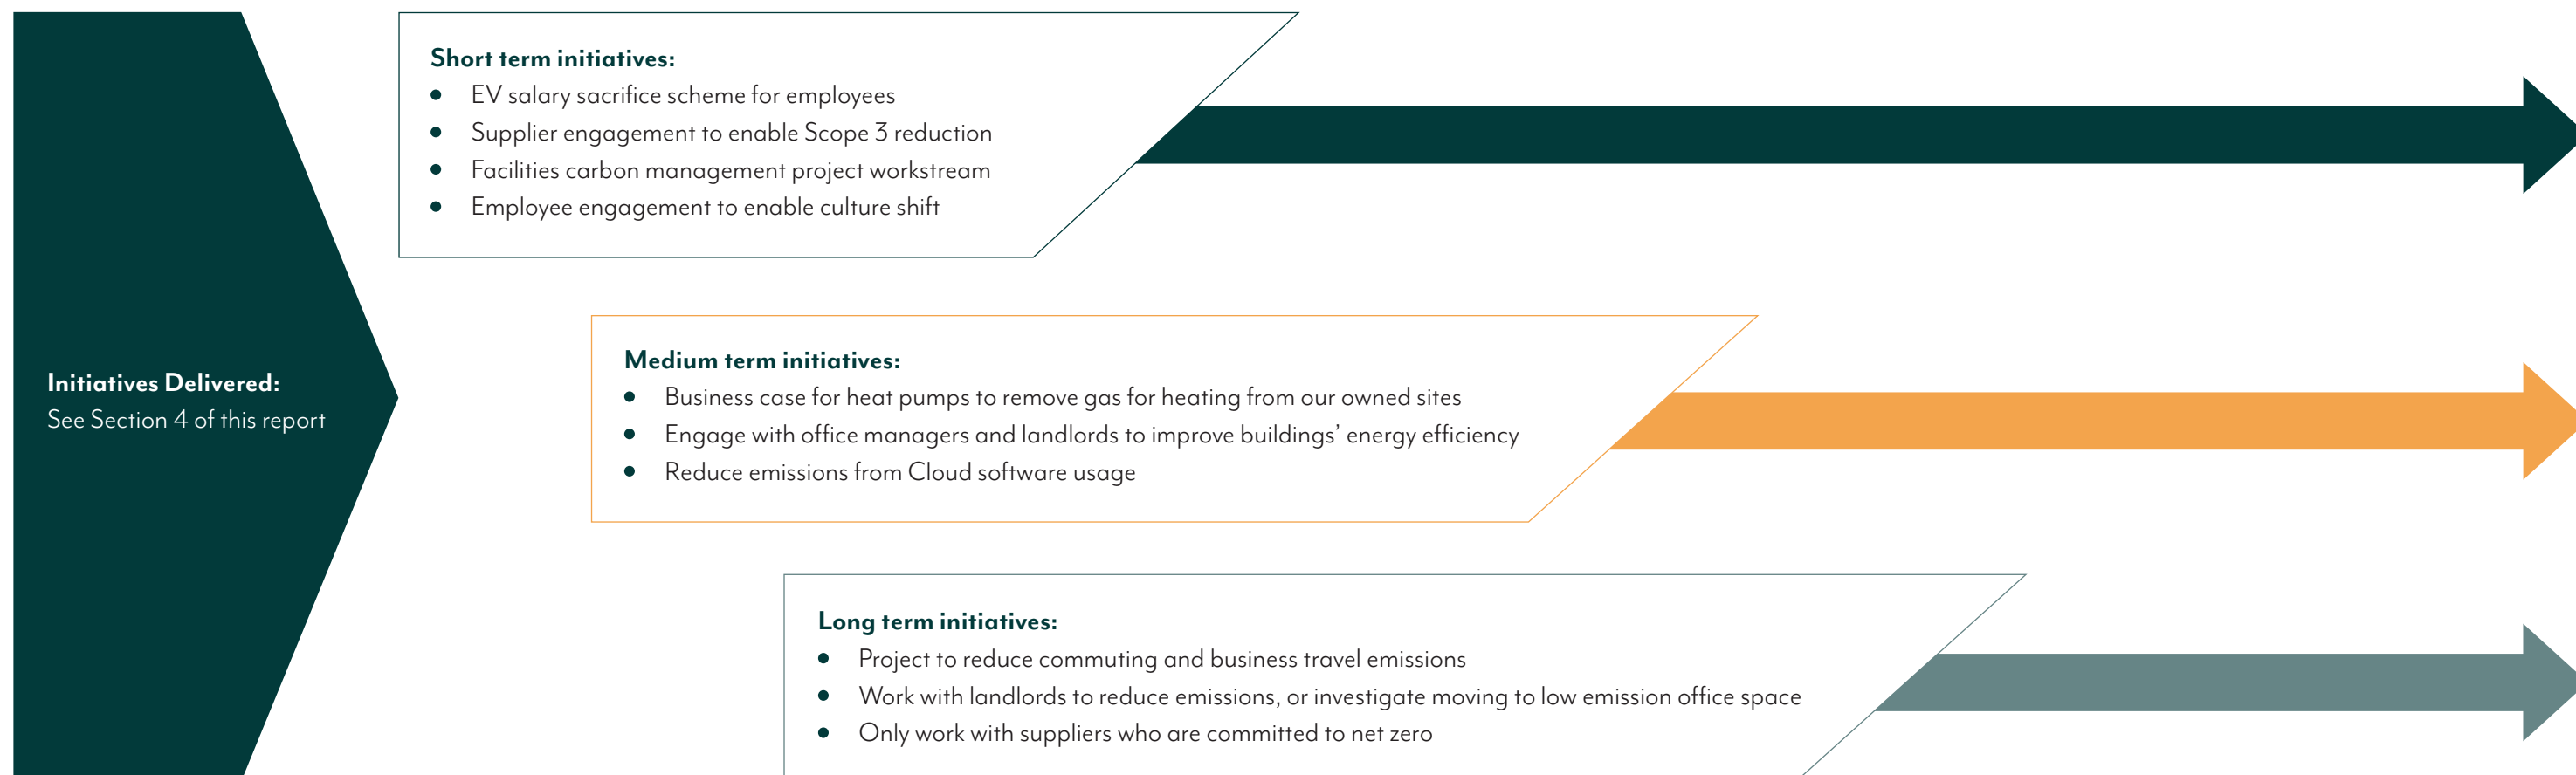 Initiatives Delivered:
See Section 4 of this report
Short term initiatives:
• EV salary sacrifice scheme for employees
• Supplier engagement to enable Scope 3 reduction
• Facilities carbon management project workstream
• Employee engagement to enable culture shift
Medium term initiatives:
• Business case for heat pumps to remove gas for heating from our owned sites
• Engage with office managers and landlords to improve buildings’ energy efficiency
• Reduce emissions from Cloud software usage
Long term initiatives:
• Project to reduce commuting and business travel emissions
• Work with landlords to reduce emissions, or investigate moving to low emission office space
• Only work with suppliers who are committed to net zero